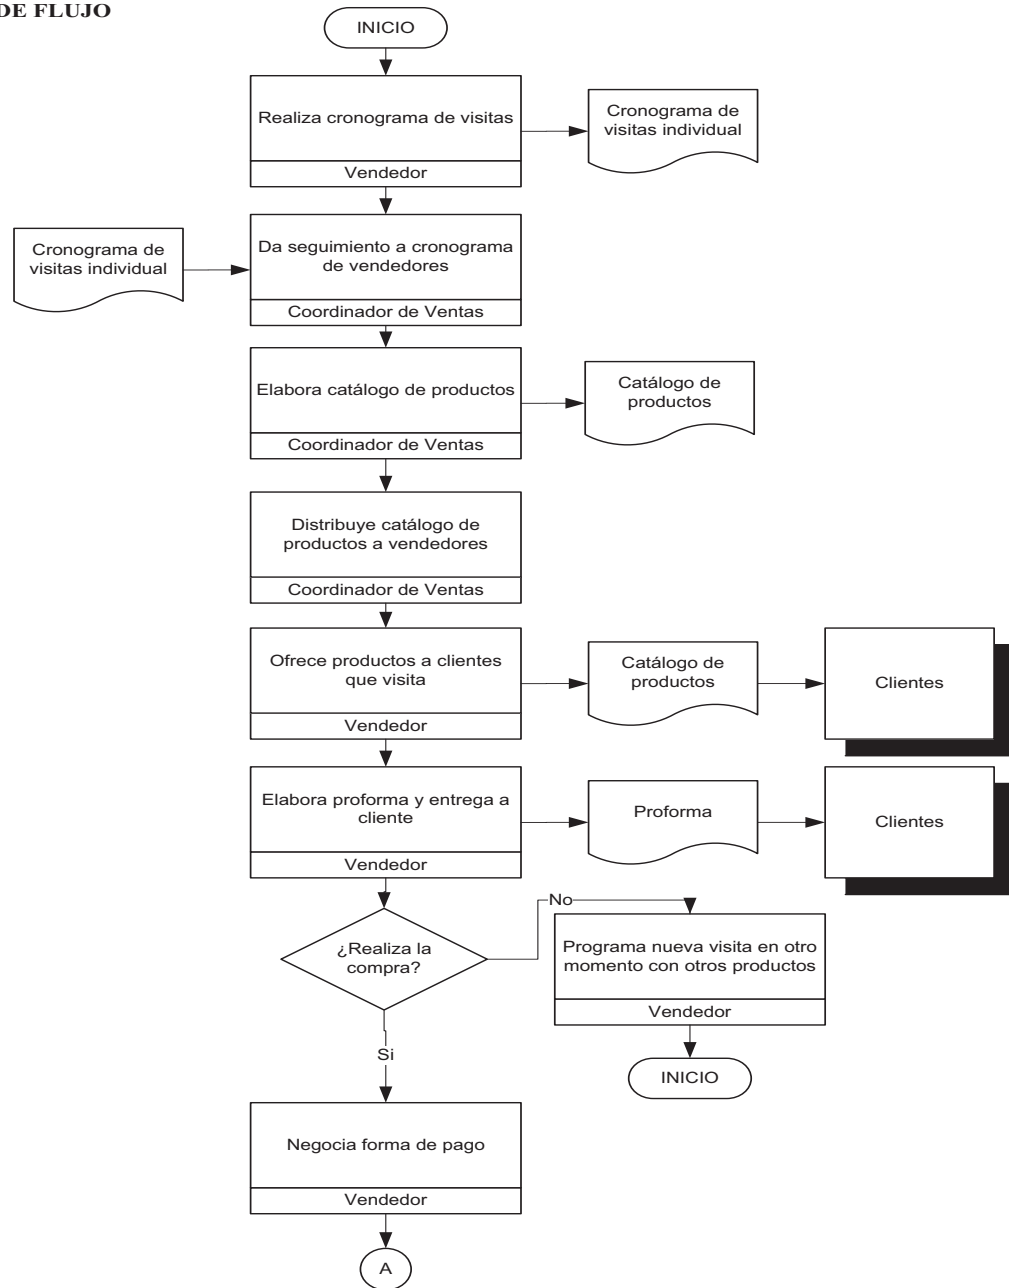 DE FLUJO
INICIO
Realiza cronograma de visitas
Vendedor
Cronograma de
visitas individual
Cronograma de
visitas individual
Da seguimiento a cronograma
de vendedores
Coordinador de Ventas
Elabora catálogo de productos
Coordinador de Ventas
Catálogo de
productos
Distribuye catálogo de
productos a vendedores
Coordinador de Ventas
Ofrece productos a clientes
que visita
Vendedor
Catálogo de
productos
Clientes
Elabora proforma y entrega a
cliente
Vendedor
Proforma
Clientes
¿Realiza la
compra?
No
Programa nueva visita en otro
momento con otros productos
Vendedor
INICIO
Si
Negocia forma de pago
Vendedor
A